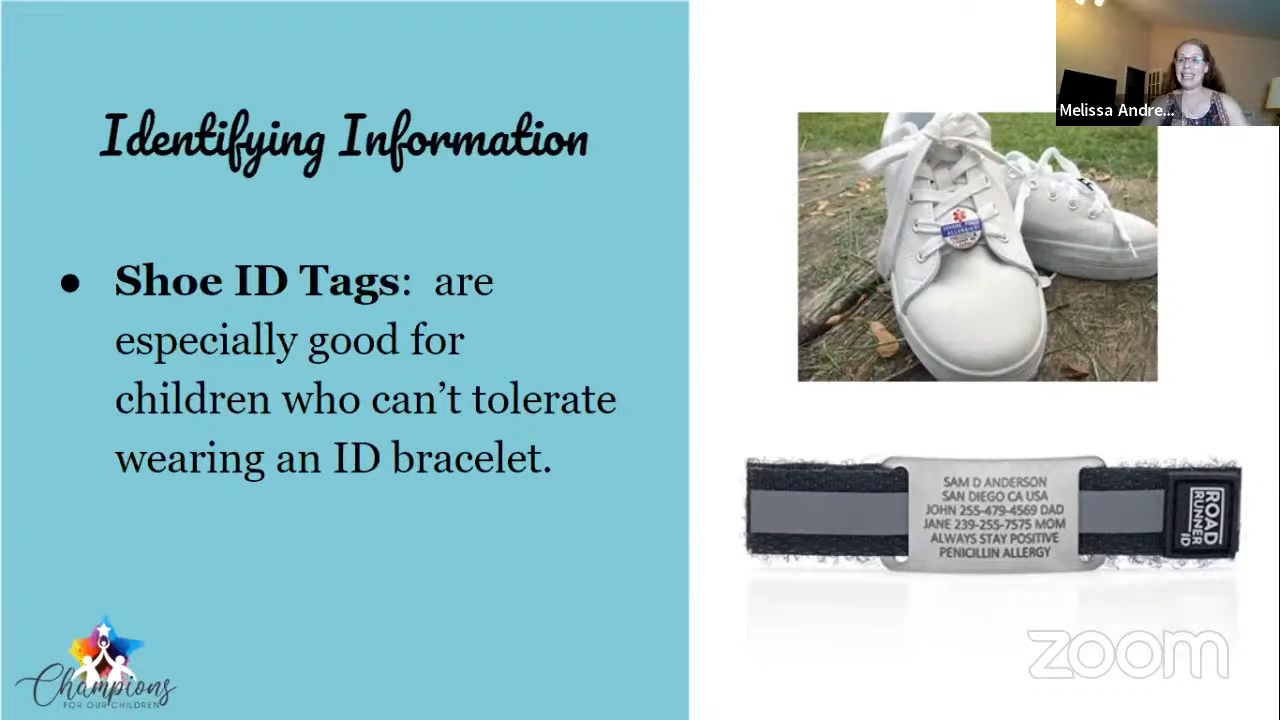 Identifying Information
● Shoe ID Tags: are
especially good for
children who can't tolerate
wearing an ID bracelet.
Champions
FOR OUR CHILDREN
Melissa Andre...
ALLERGIES
SAM D ANDERSON
SAN DIEGO CA USA
JOHN 255-479-4569 DAD
JANE 239-255-7575 MOM
ALWAYS STAY POSITIVE
PENICILLIN ALLERGY
ROAD
RUNNER
ID
zoom